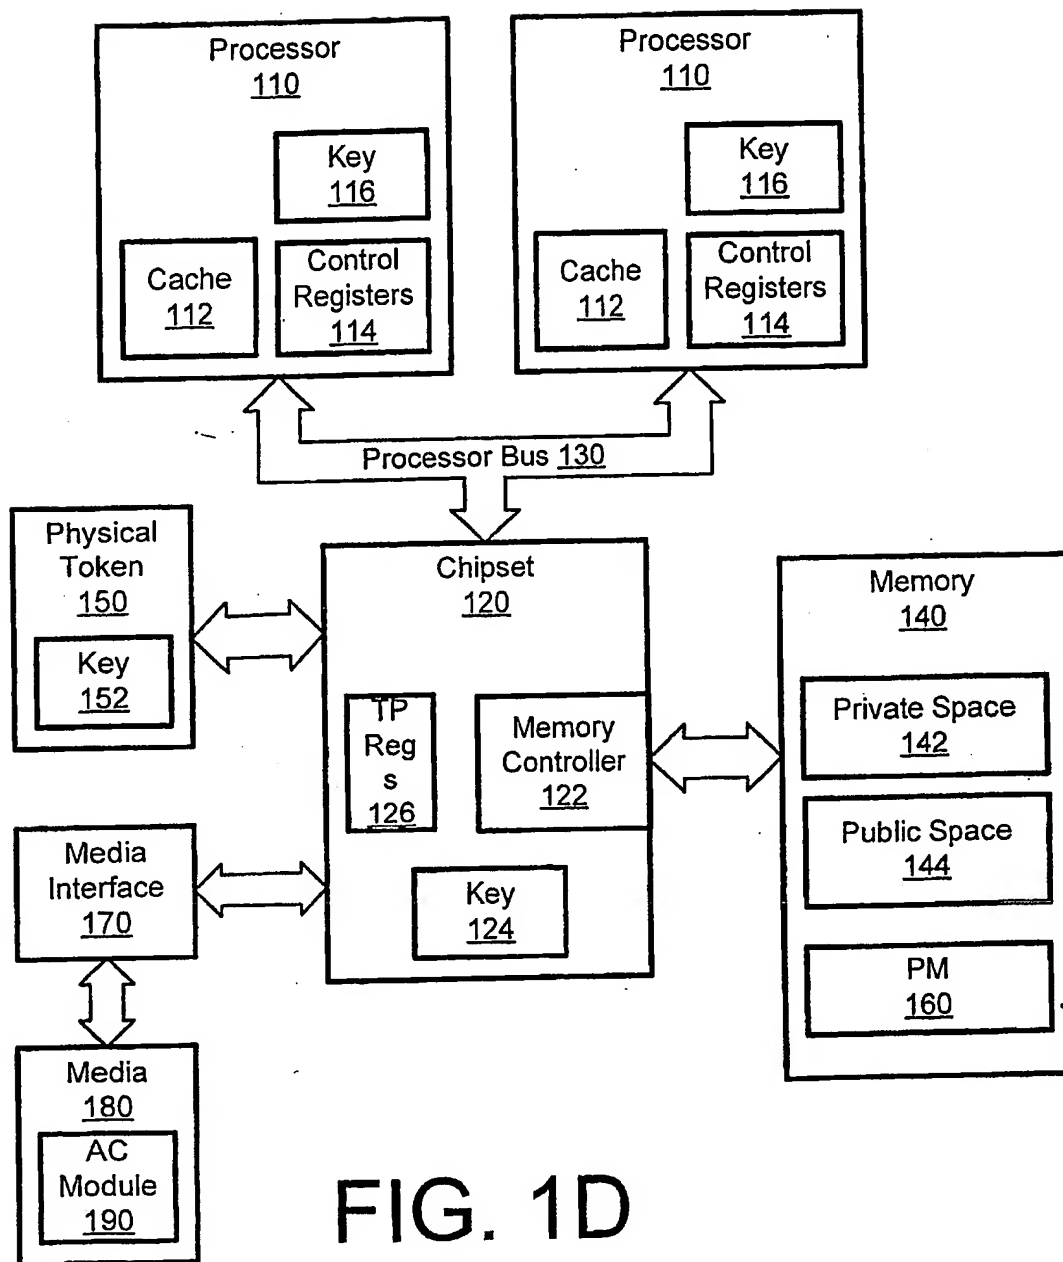 Processor
110
Key
116
Cache
112
Control
Registers
114
Processor
110
Key
116
Cache
112
Control
Registers
114
Processor Bus 130
Physical
Token
150
Key
152
Chipset
120
TP
Reg
s
126
Memory
Controller
122
Key
124
Memory
140
Private Space
142
Public Space
144
PM
160
Media
Interface
170
Media
180
AC
Module
190
FIG. 1D